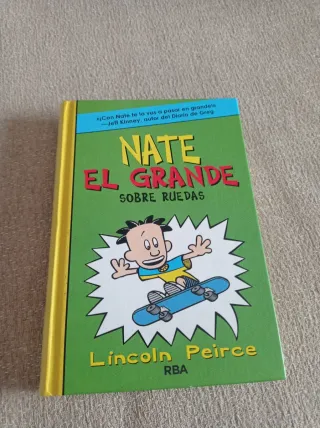 «¡Con Nate te lo vas a pasar en grande!»
—Jeff Kinney, autor del Diario de Greg
NATE
EL GRANDE
SOBRE RUEDAS
Lincoln Peirce
RBA